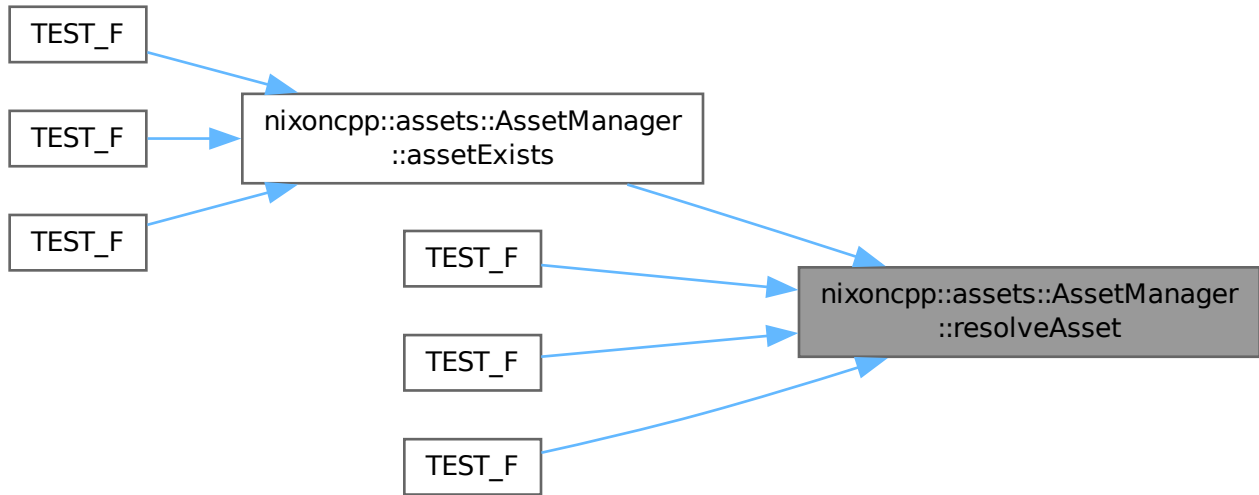 TEST_F
TEST_F
TEST_F
nixoncpp::assets::AssetManager
::assetExists
TEST_F
TEST_F
TEST_F
nixoncpp::assets::AssetManager
::resolveAsset